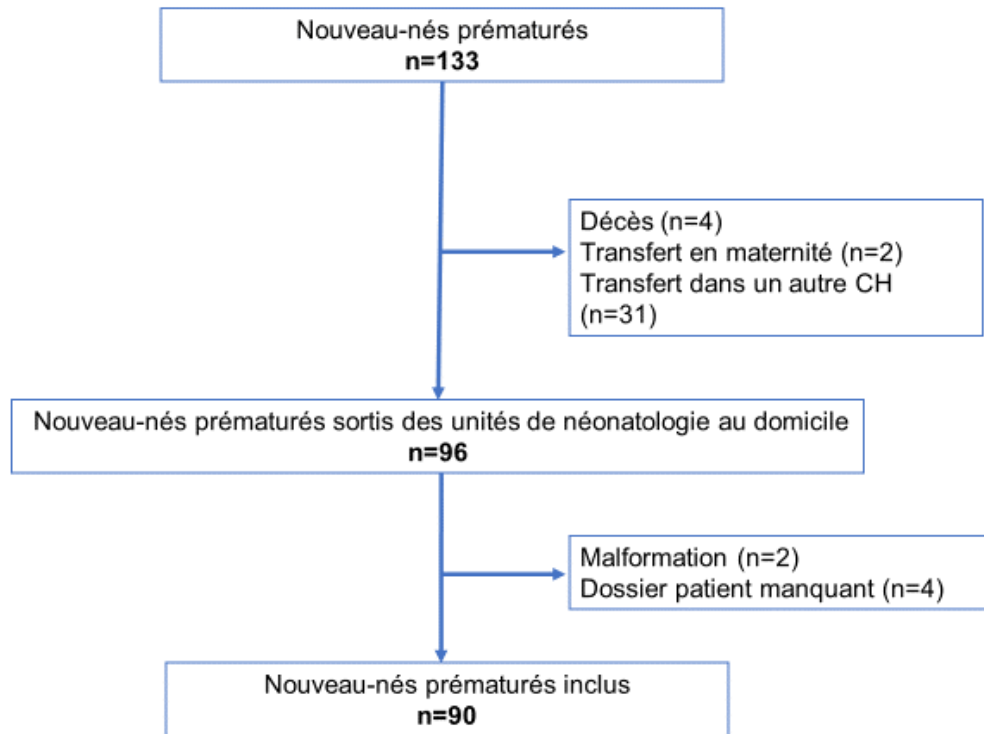 Nouveau-nés prématurés
n=133
Décès (n=4)
Transfert en maternité (n=2)
Transfert dans un autre CH
(n=31)
Nouveau-nés prématurés sortis des unités de néonatologie au domicile
n=96
Malformation (n=2)
Dossier patient manquant (n=4)
Nouveau-nés prématurés inclus
n=90